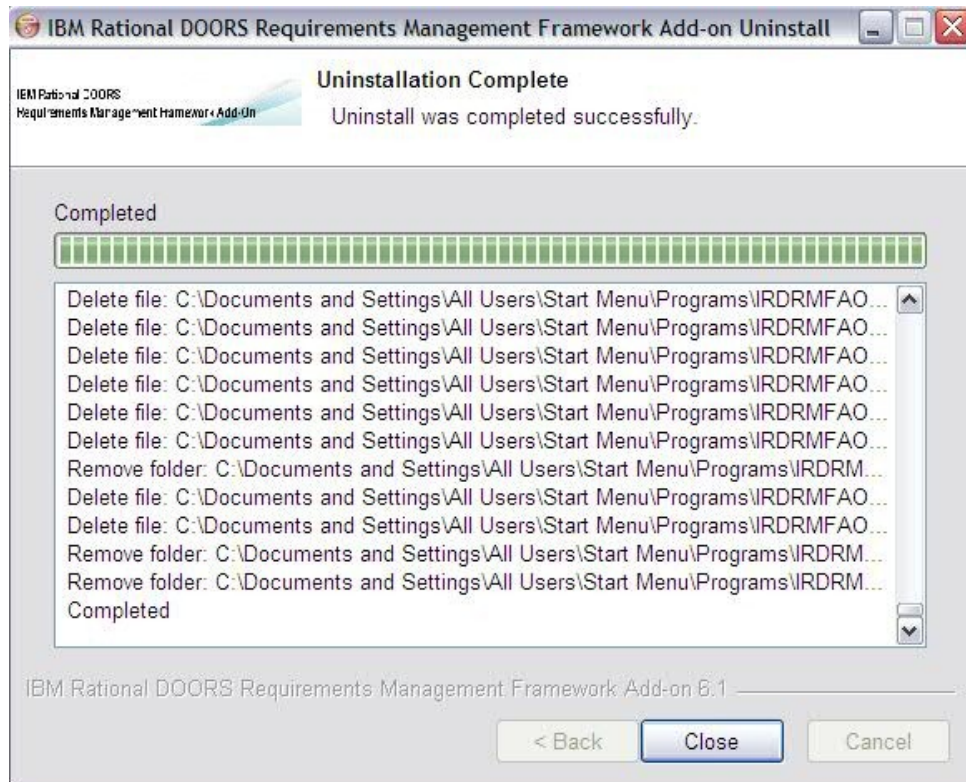 IBM Rational DOORS Requirements Management Framework Add-on Uninstall
IBM Rational DOORS
Requirements Management Framework Add-On
Uninstallation Complete
Uninstall was completed successfully.
Completed
Delete file: C:\Documents and Settings\All Users\Start Menu\Programs\IRDRMFAO...
Delete file: C:\Documents and Settings\All Users\Start Menu\Programs\IRDRMFAO...
Delete file: C:\Documents and Settings\All Users\Start Menu\Programs\IRDRMFAO...
Delete file: C:\Documents and Settings\All Users\Start Menu\Programs\IRDRMFAO...
Delete file: C:\Documents and Settings\All Users\Start Menu\Programs\IRDRMFAO...
Delete file: C:\Documents and Settings\All Users\Start Menu\Programs\IRDRMFAO...
Remove folder: C:\Documents and Settings\All Users\Start Menu\Programs\IRDRM...
Delete file: C:\Documents and Settings\All Users\Start Menu\Programs\IRDRMFAO...
Delete file: C:\Documents and Settings\All Users\Start Menu\Programs\IRDRMFAO...
Remove folder: C:\Documents and Settings\All Users\Start Menu\Programs\IRDRM...
Remove folder: C:\Documents and Settings\All Users\Start Menu\Programs\IRDRM...
Completed
IBM Rational DOORS Requirements Management Framework Add-on 6.1
< Back
Close
Cancel